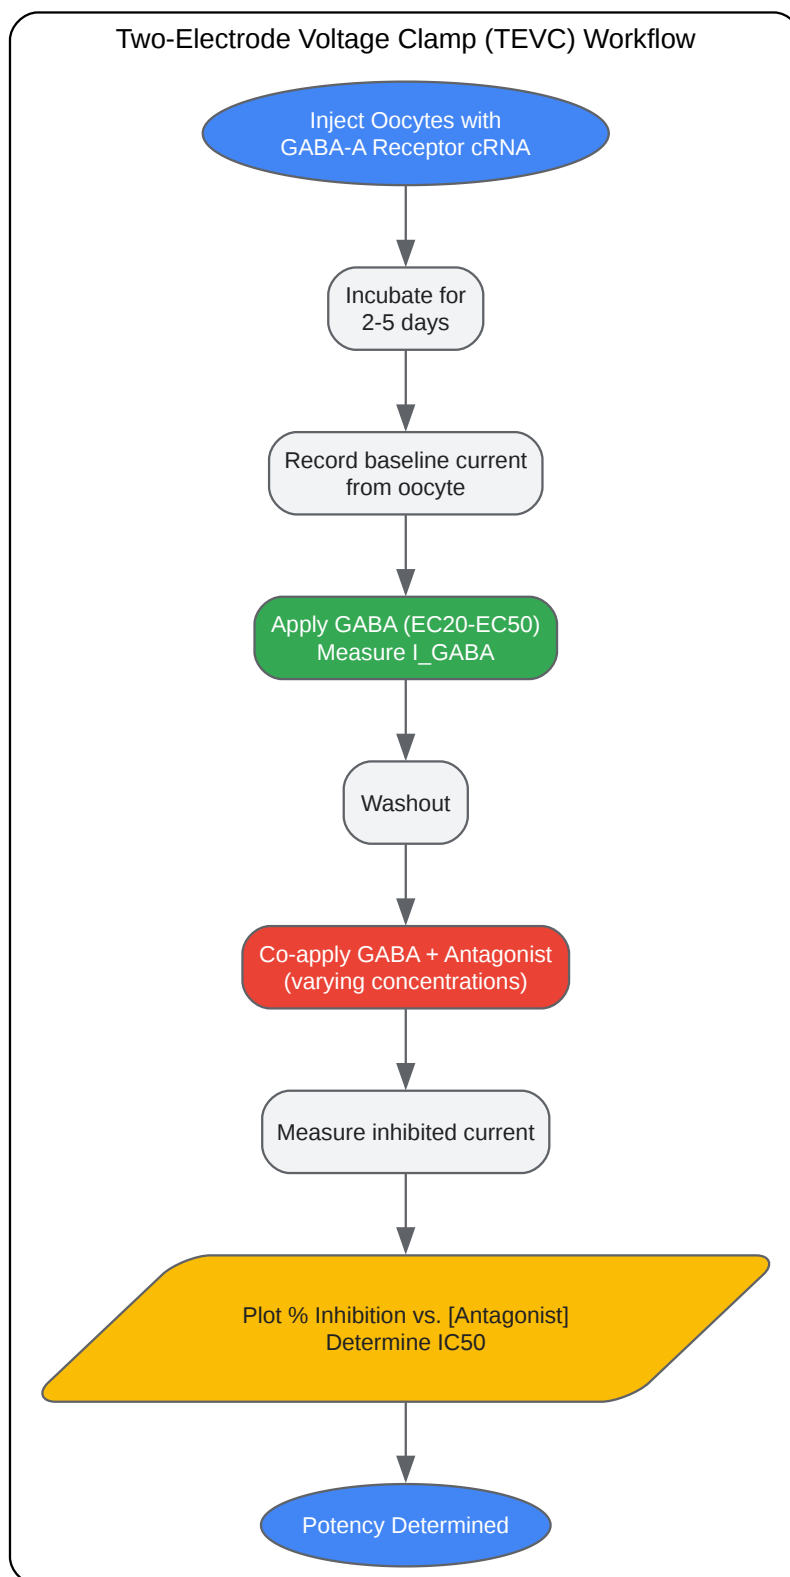 Two-Electrode Voltage Clamp (TEVC) Workflow
Inject Oocytes with
GABA-A Receptor cRNA
Incubate for
2-5 days
Record baseline current
from oocyte
Apply GABA (EC20-EC50)
Measure I_GABA
Washout
Co-apply GABA + Antagonist
(varying concentrations)
Measure inhibited current
Plot % Inhibition vs. [Antagonist]
Determine IC50
Potency Determined